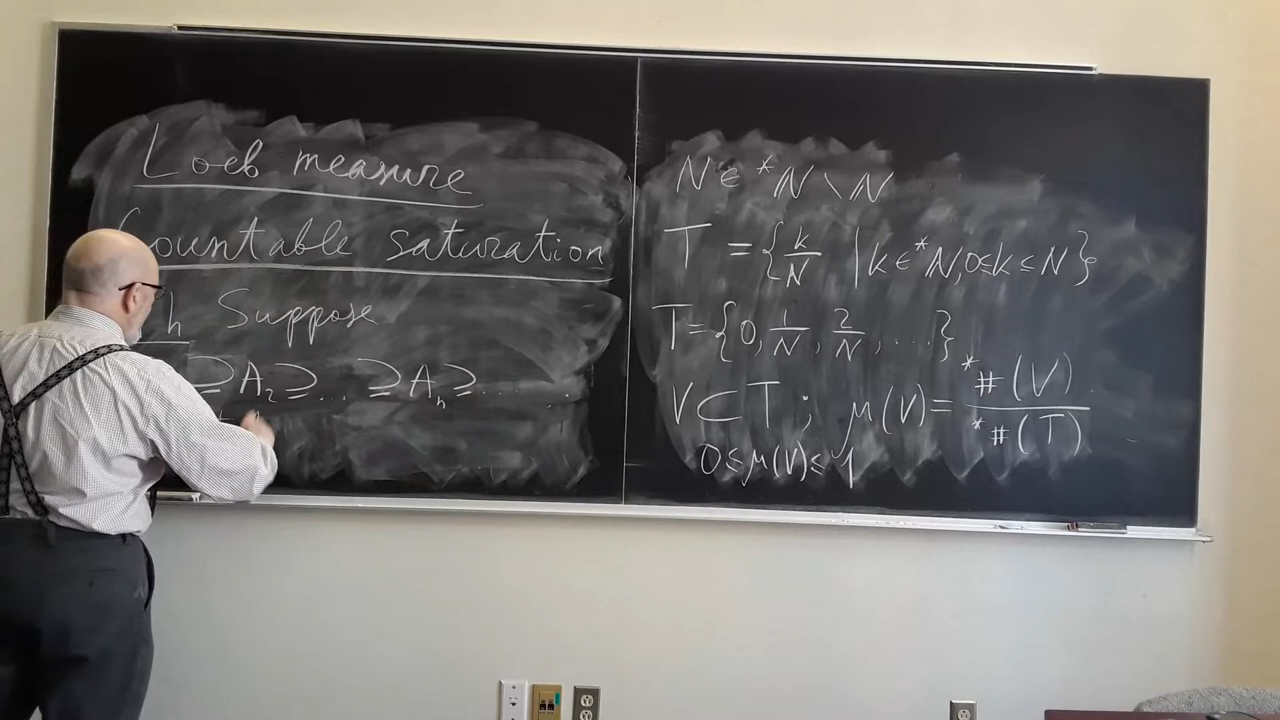 Loeb measure
Countable saturation
h Suppose
⊇ A₂ ⊇ ... ⊇ Aₙ ⊇ ......
N ∈ *N \ N
T = {k/N | k ∈ *N, 0 ≤ k ≤ N}
T = {0, 1/N, 2/N, ...}
V ⊂ T ; μ(V) = *#(V) / *#(T)
0 ≤ μ(V) ≤ 1